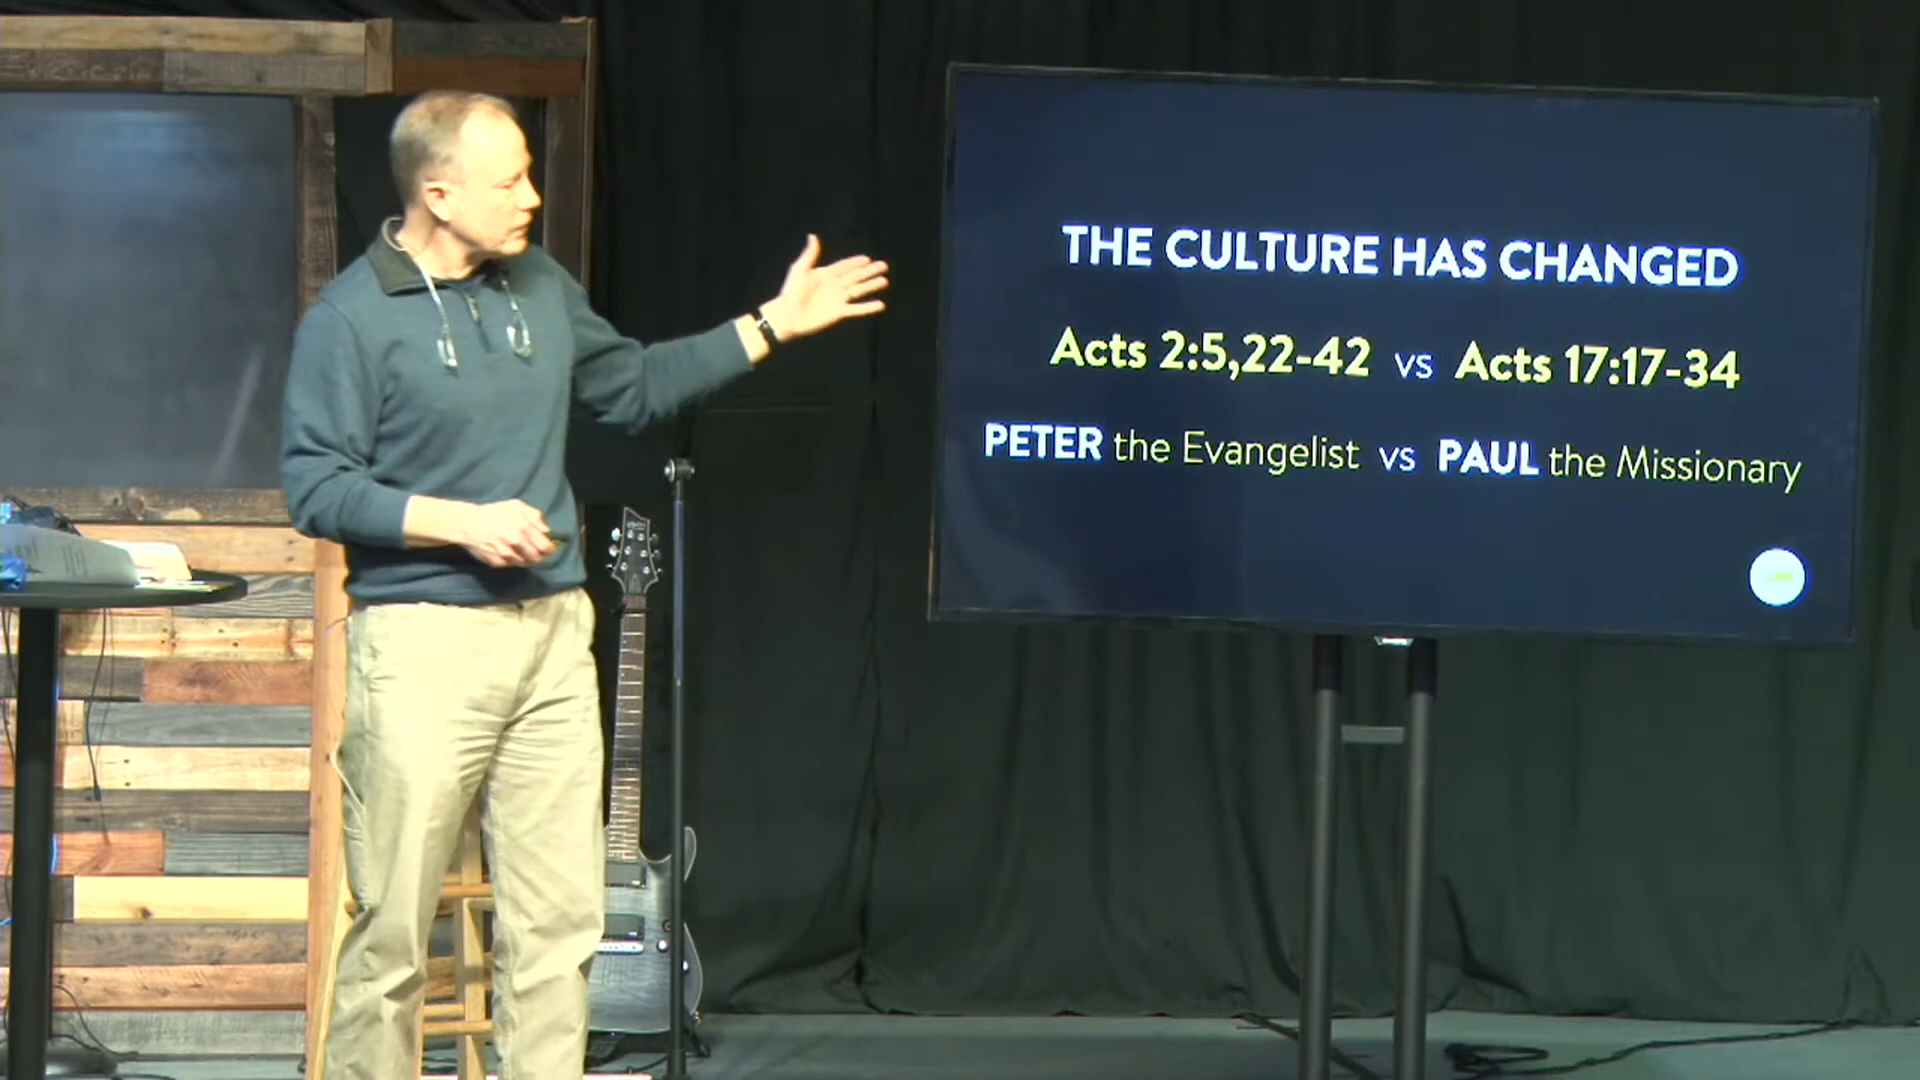 THE CULTURE HAS CHANGED
Acts 2:5,22-42 vs Acts 17:17-34
PETER the Evangelist vs PAUL the Missionary